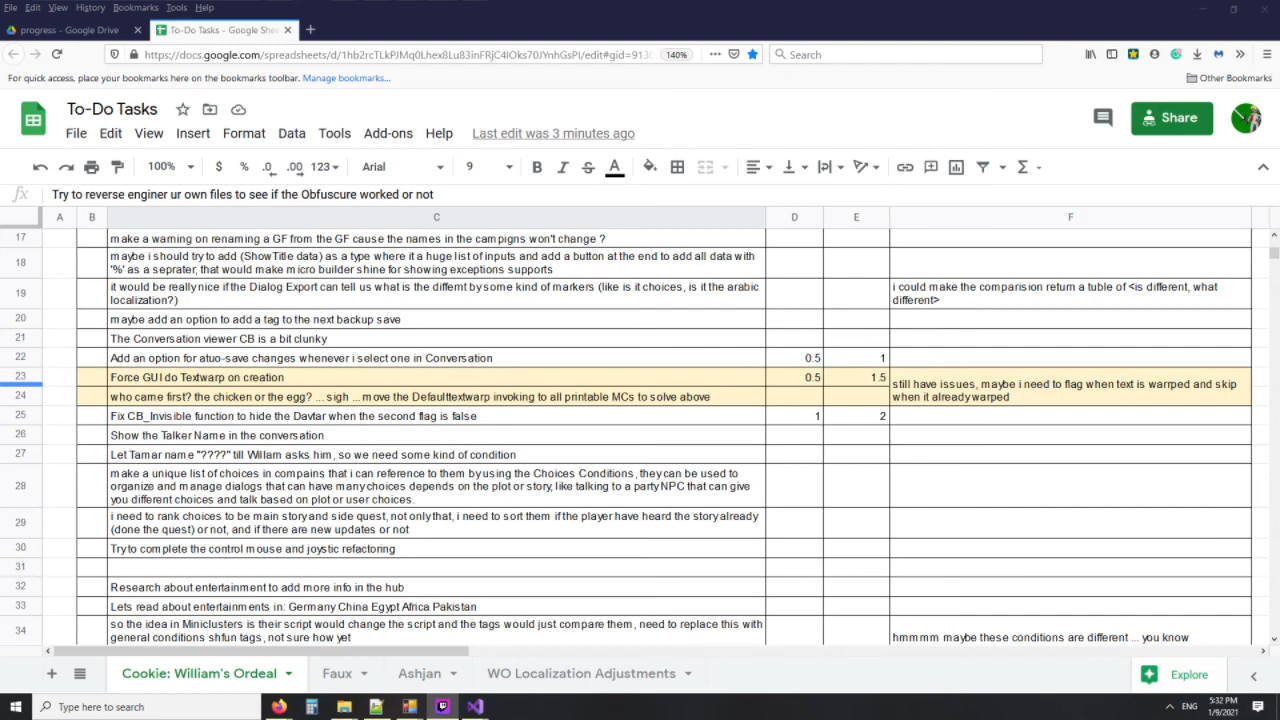 File Edit View History Bookmarks Tools Help
progress - Google Drive
To-Do Tasks - Google She
https://docs.google.com/spreadsheets/d/1hb2rcTLkPJMq0Lhex8Lu83inFRjC4IOks70JYnhGsPI/edit#gid=913
140%
Search
For quick access, place your bookmarks here on the bookmarks toolbar. Manage bookmarks...
Other Bookmarks
To-Do Tasks
File Edit View Insert Format Data Tools Add-ons Help Last edit was 3 minutes ago
Share
100% $ % .0 .00 123 Arial 9 B I S A
fx Try to reverse enginer ur own files to see if the Obfuscure worked or not
A B C D E F
17 make a warning on renaming a GF from the GF cause the names in the campigns won't change ?
18 maybe i should try to add (ShowTitle data) as a type where it a huge list of inputs and add a button at the end to add all data with
'%' as a seprater, that would make micro builder shine for showing exceptions supports
19 it would be really nice if the Dialog Export can tell us what is the differnt by some kind of markers (like is it choices, is it the arabic
localization?)
i could make the comparision return a tuble of <is different, what
different>
20 maybe add an option to add a tag to the next backup save
21 The Conversation viewer CB is a bit clunky
22 Add an option for atuo-save changes whenever i select one in Conversation 0.5 1
23 Force GUI do Textwarp on creation 0.5 1.5
still have issues, maybe i need to flag when text is warrped and skip
when it already warped
24 who came first? the chicken or the egg? ... sigh ... move the Defaulttextwarp invoking to all printable MCs to solve above
25 Fix CB_Invisible function to hide the Davtar when the second flag is false 1 2
26 Show the Talker Name in the conversation
27 Let Tamar name "????" till Willam asks him, so we need some kind of condition
28 make a unique list of choices in compains that i can reference to them by using the Choices Conditions, they can be used to
organize and manage dialogs that can have many choices depends on the plot or story, like talking to a party NPC that can give
you different choices and talk based on plot or user choices.
29 i need to rank choices to be main story and side quest, not only that, i need to sort them if the player have heard the story already
(done the quest) or not, and if there are new updates or not
30 Try to complete the control mouse and joystic refactoring
31
32 Research about entertainment to add more info in the hub
33 Lets read about entertainments in: Germany China Egypt Africa Pakistan
34 so the idea in Miniclusters is their script would change the script and the tags would just compare them, need to replace this with
general conditions shfun tags, not sure how yet
hmmmm maybe these conditions are different ... you know
Cookie: William's Ordeal Faux Ashjan WO Localization Adjustments
Explore
Type here to search
ENG
5:32 PM
1/9/2021